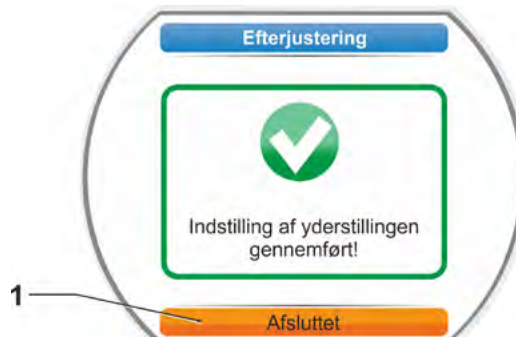 Efterjustering
Indstilling af yderstillingen
gennemført!
1
Afsluttet